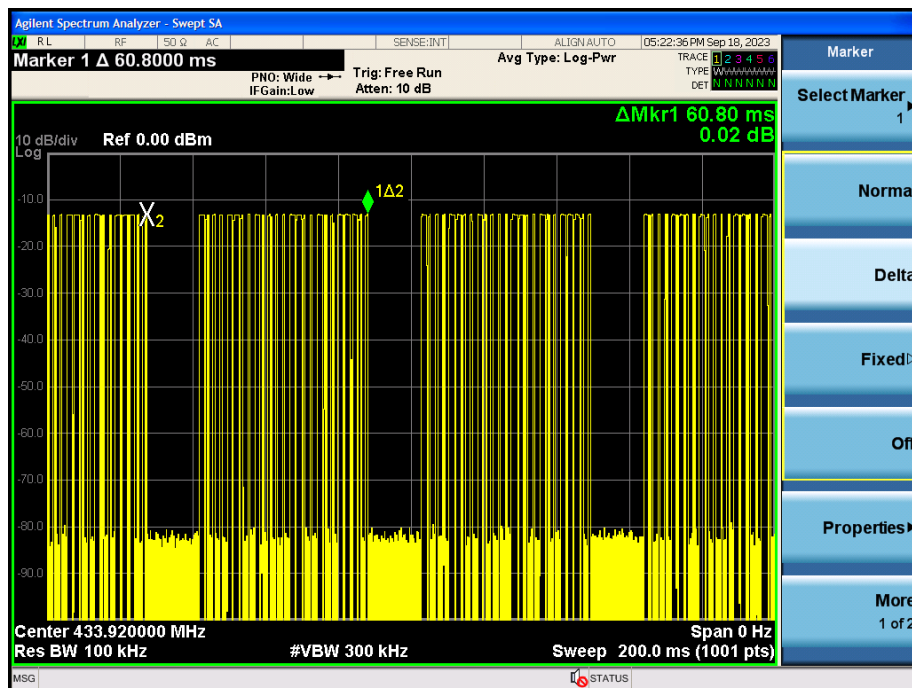 Agilent Spectrum Analyzer - Swept SA
LXI RL RF 50 Ω AC SENSE:INT ALIGN AUTO 05:22:36 PM Sep 18, 2023
Marker 1 Δ 60.8000 ms
PNO: Wide
IFGain:Low
Trig: Free Run
Atten: 10 dB
Avg Type: Log-Pwr
TRACE 1 2 3 4 5 6
TYPE W
DET N N N N N N
ΔMkr1 60.80 ms
0.02 dB
10 dB/div Ref 0.00 dBm
Log
-10.0
-20.0
-30.0
-40.0
-50.0
-60.0
-70.0
-80.0
-90.0
2
1Δ2
Center 433.920000 MHz Span 0 Hz
Res BW 100 kHz #VBW 300 kHz Sweep 200.0 ms (1001 pts)
MSG STATUS
Marker
Select Marker
1
Norma
Delta
Fixed
Off
Properties
More
1 of 2